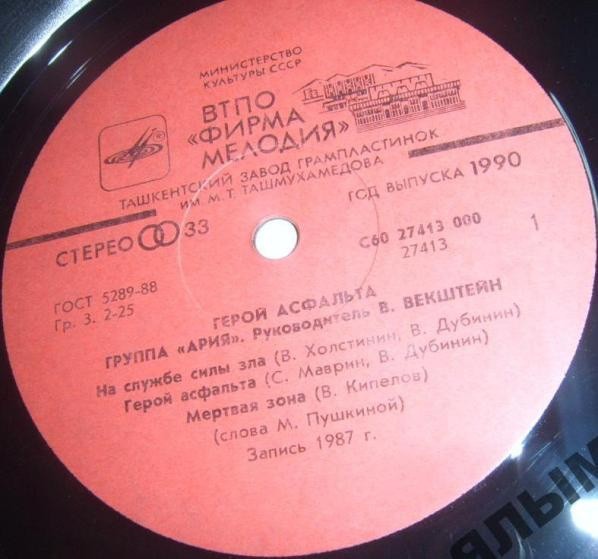 МИНИСТЕРСТВО
КУЛЬТУРЫ СССР
ВТПО
«ФИРМА
МЕЛОДИЯ»
ТАШКЕНТСКИЙ ЗАВОД ГРАМПЛАСТИНОК
ИМ. М. Т. ТАШМУХАМЕДОВА
ГОД ВЫПУСКА 1990
СТЕРЕО 33
С60 27413 000
27413
1
ГОСТ 5289-88
Гр. 3. 2-25
ГЕРОЙ АСФАЛЬТА
ГРУППА «АРИЯ». Руководитель В. ВЕКШТЕЙН
На службе силы зла (В. Холстинин, В. Дубинин)
Герой асфальта (С. Маврин, В. Дубинин)
Мертвая зона (В. Кипелов)
(слова М. Пушкиной)
Запись 1987 г.
ЯЛЫМ